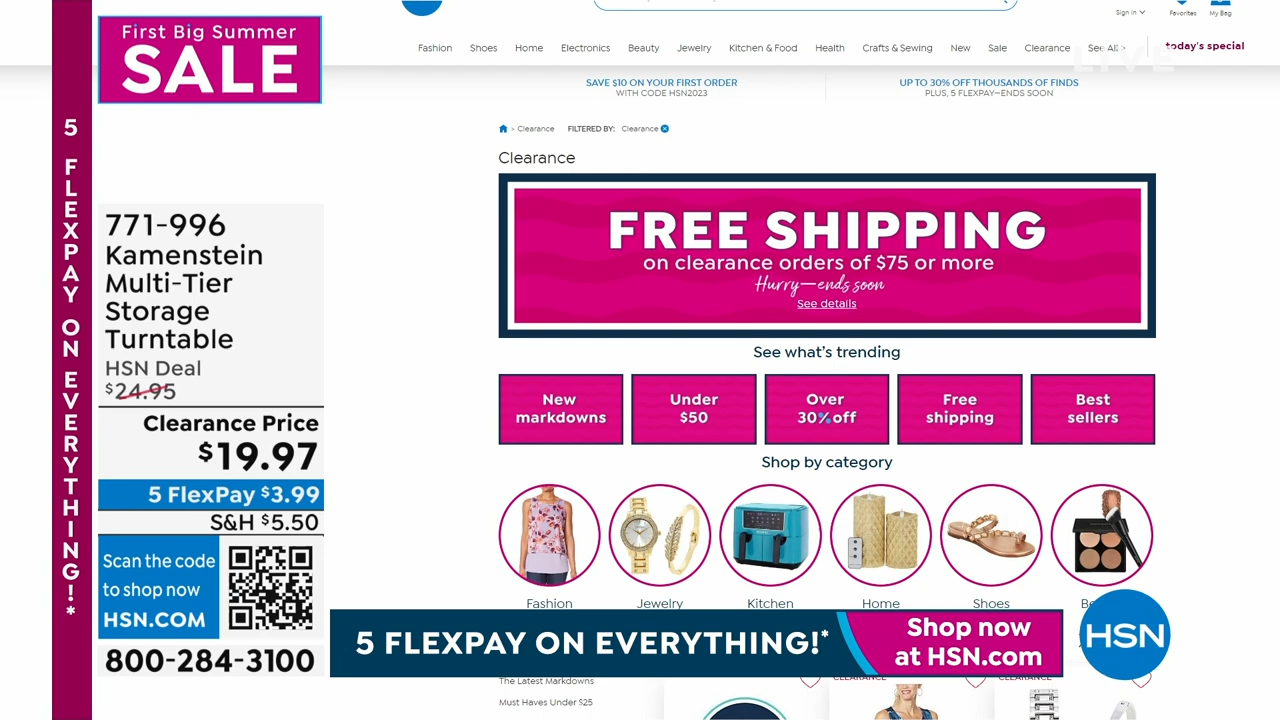 First Big Summer
SALE
5 FLEXPAY ON EVERYTHING!*
771-996
Kamenstein
Multi-Tier
Storage
Turntable
HSN Deal
$24.95
Clearance Price
$19.97
5 FlexPay $3.99
S&H $5.50
Scan the code
to shop now
HSN.COM
800-284-3100
Sign In
Favorites
My Bag
Fashion
Shoes
Home
Electronics
Beauty
Jewelry
Kitchen & Food
Health
Crafts & Sewing
New
Sale
Clearance
See All >
today's special
LIVE
SAVE $10 ON YOUR FIRST ORDER
WITH CODE HSN2023
UP TO 30% OFF THOUSANDS OF FINDS
PLUS, 5 FLEXPAY—ENDS SOON
> Clearance FILTERED BY: Clearance
Clearance
FREE SHIPPING
on clearance orders of $75 or more
Hurry—ends soon
See details
See what's trending
New
markdowns
Under
$50
Over
30% off
Free
shipping
Best
sellers
Shop by category
Fashion
Jewelry
Kitchen
Home
Shoes
5 FLEXPAY ON EVERYTHING!*
Shop now
at HSN.com
HSN
The Latest Markdowns
Must Haves Under $25
CLEARANCE
CLEARANCE